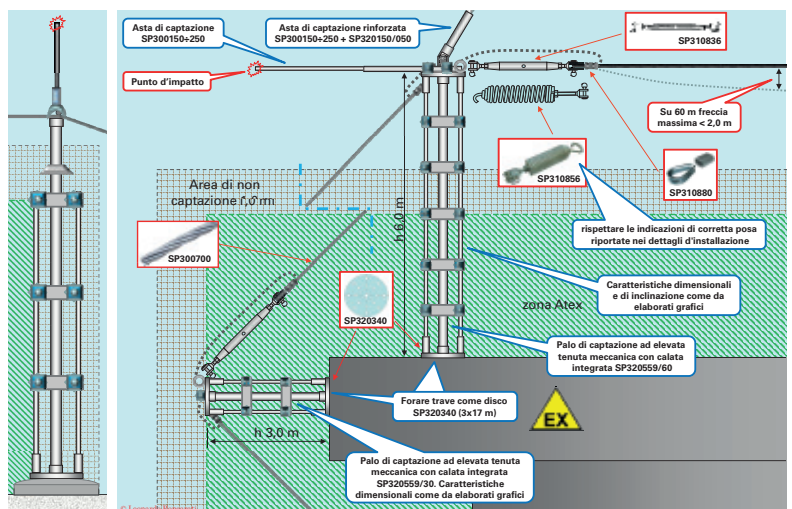 Asta di captazione
SP300150÷250
Asta di captazione rinforzata
SP300150÷250 + SP320150/050
SP310836
Punto d'impatto
Su 60 m freccia
massima < 2,0 m
h 6,0 m
SP310856
SP310880
Area di non
captazione
rispettare le indicazioni di corretta posa
riportate nei dettagli d'installazione
SP300700
Caratteristiche dimensionali
e di inclinazione come da
elaborati grafici
zona Atex
SP320340
Palo di captazione ad elevata
tenuta meccanica con calata
integrata SP320559/60
Forare trave come disco
SP320340 (3x17 m)
EX
h 3,0 m
Palo di captazione ad elevata tenuta
meccanica con calata integrata
SP320559/30. Caratteristiche
dimensionali come da elaborati grafici